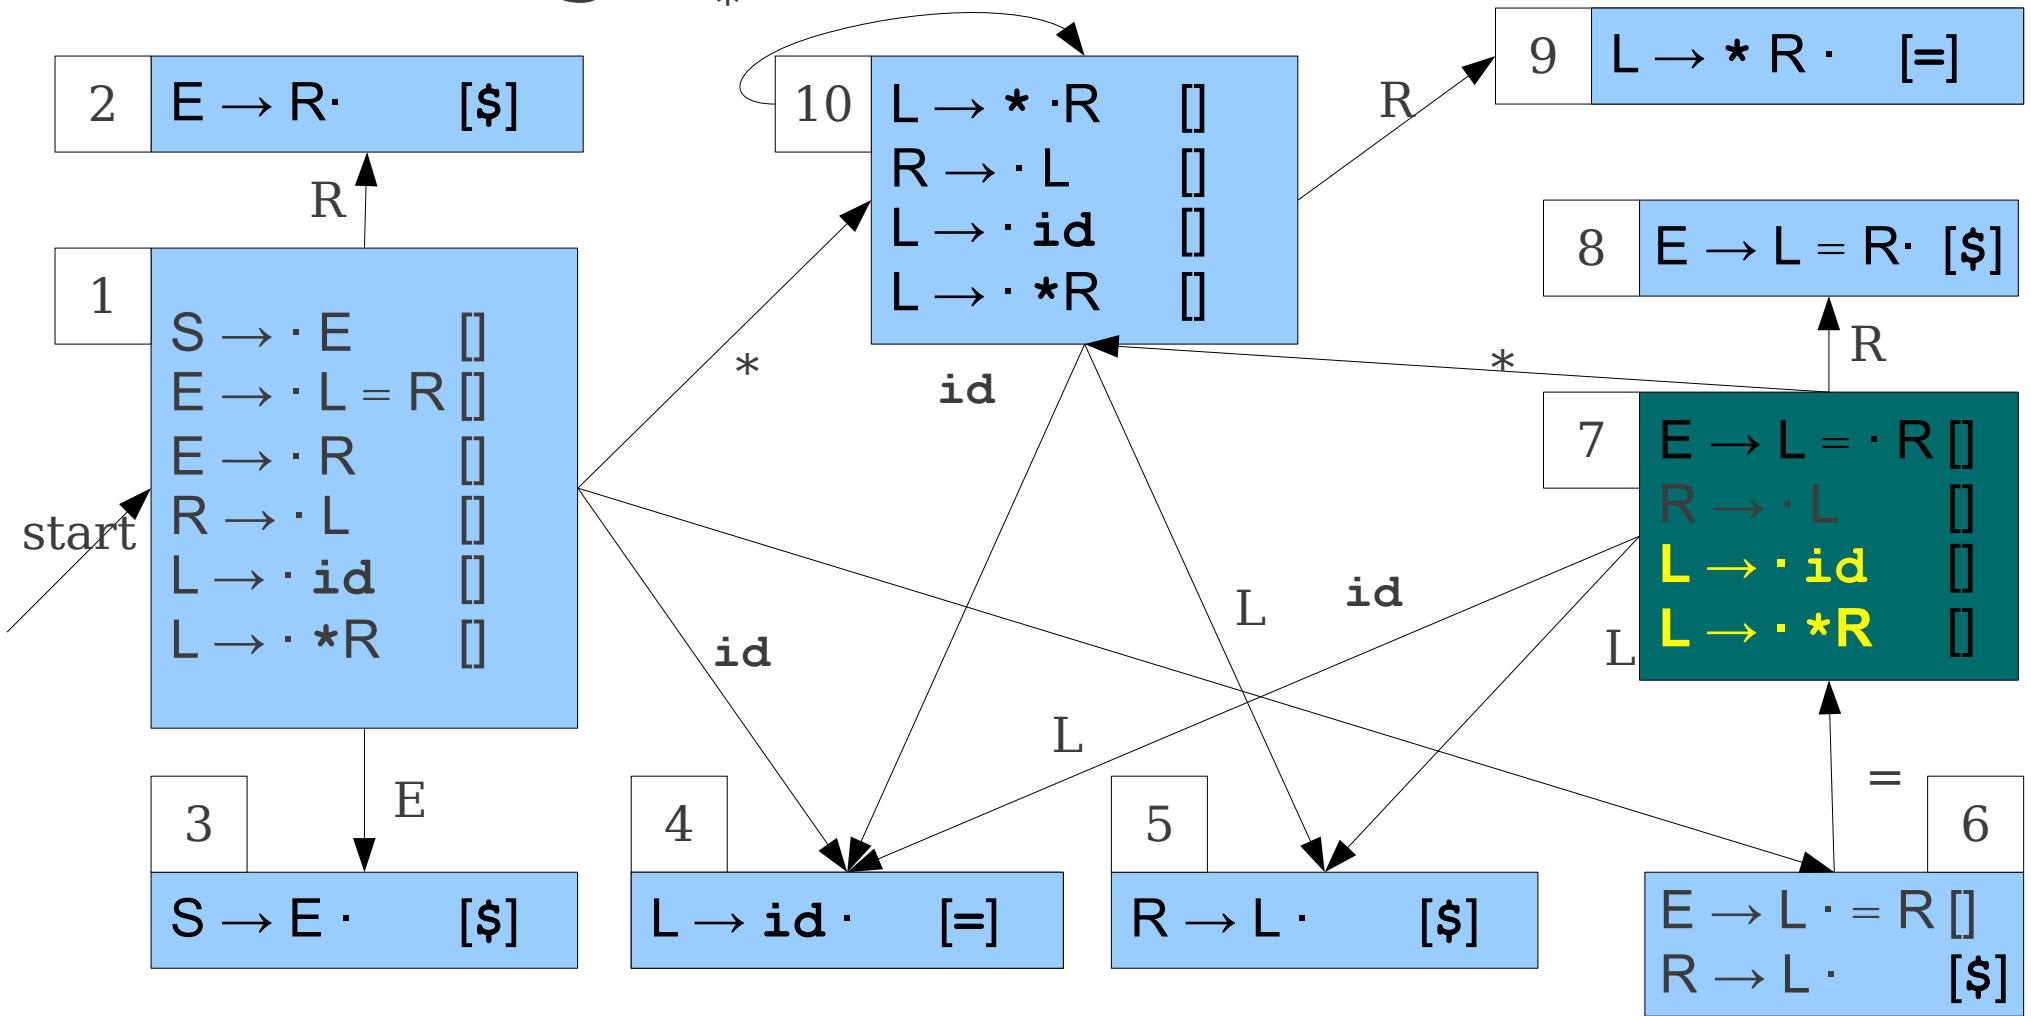 *
2
E → R· [$]
10
L → * ·R []
R → · L []
L → · id []
L → · *R []
R
9
L → * R · [=]
R
8
E → L = R· [$]
1
S → · E []
E → · L = R []
E → · R []
R → · L []
L → · id []
L → · *R []
start
*
id
*
R
7
E → L = · R []
R → · L []
L → · id []
L → · *R []
id
L
id
L
L
E
=
3
S → E · [$]
4
L → id · [=]
5
R → L · [$]
6
E → L · = R []
R → L · [$]